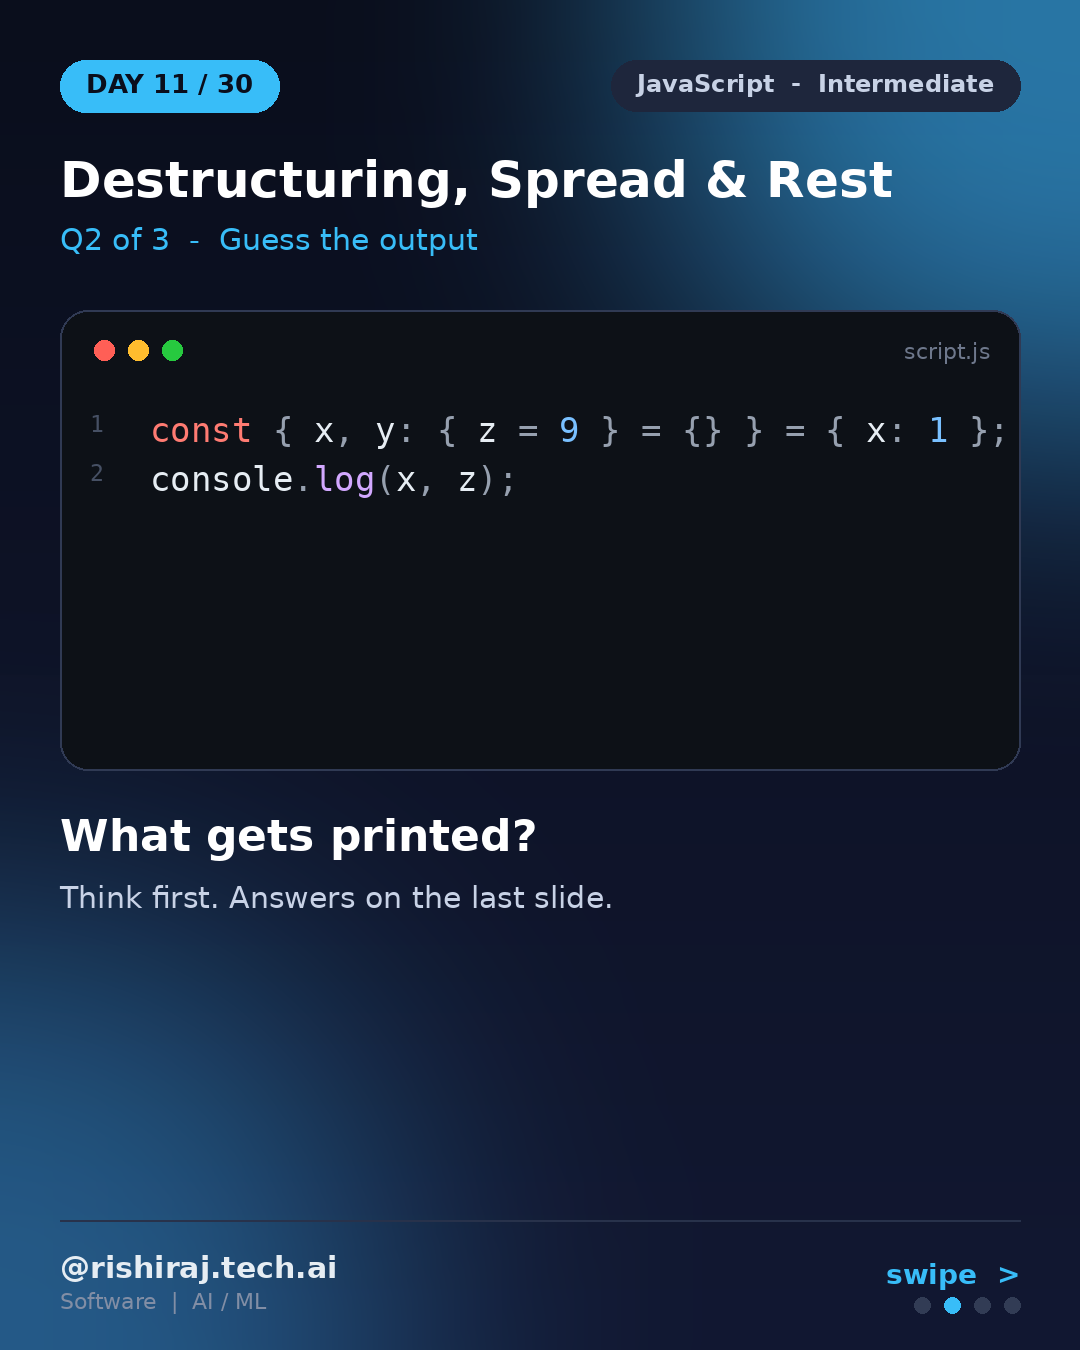 DAY 11 / 30
JavaScript - Intermediate
Destructuring, Spread & Rest
Q2 of 3 - Guess the output
script.js
1 const { x, y: { z = 9 } = {} } = { x: 1 };
2 console.log(x, z);
What gets printed?
Think first. Answers on the last slide.
@rishiraj.tech.ai
Software | AI / ML
swipe >